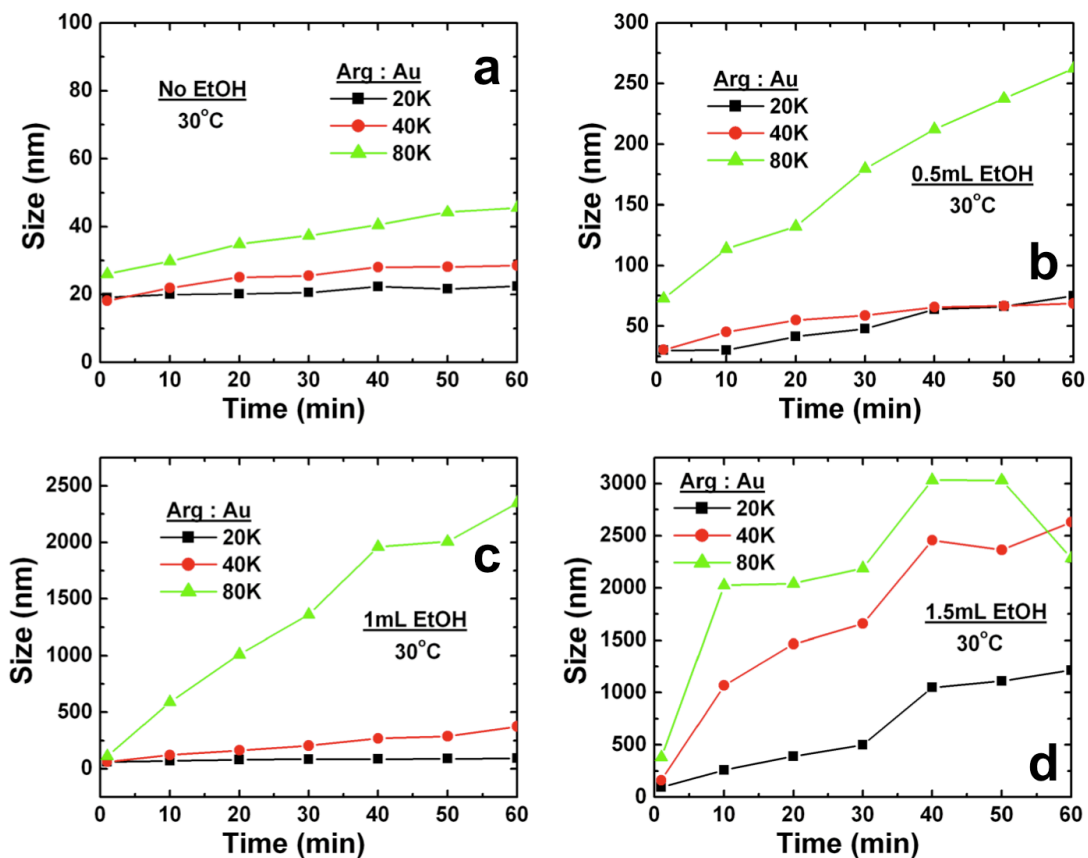 a
No EtOH
30°C
Arg : Au
20K
40K
80K
Size (nm)
100
80
60
40
20
0
0 10 20 30 40 50 60
Time (min)
b
Arg : Au
20K
40K
80K
0.5mL EtOH
30°C
Size (nm)
300
250
200
150
100
50
0 10 20 30 40 50 60
Time (min)
c
Arg : Au
20K
40K
80K
1mL EtOH
30°C
Size (nm)
2500
2000
1500
1000
500
0
0 10 20 30 40 50 60
Time (min)
d
Arg : Au
20K
40K
80K
1.5mL EtOH
30°C
Size (nm)
3000
2500
2000
1500
1000
500
0
0 10 20 30 40 50 60
Time (min)